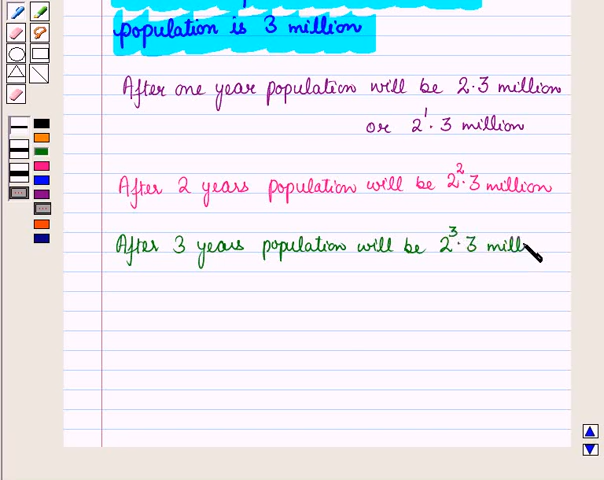 population is 3 million
After one year population will be 2·3 million
or 2¹·3 million
After 2 years population will be 2²·3 million
After 3 years population will be 2³·3 milli